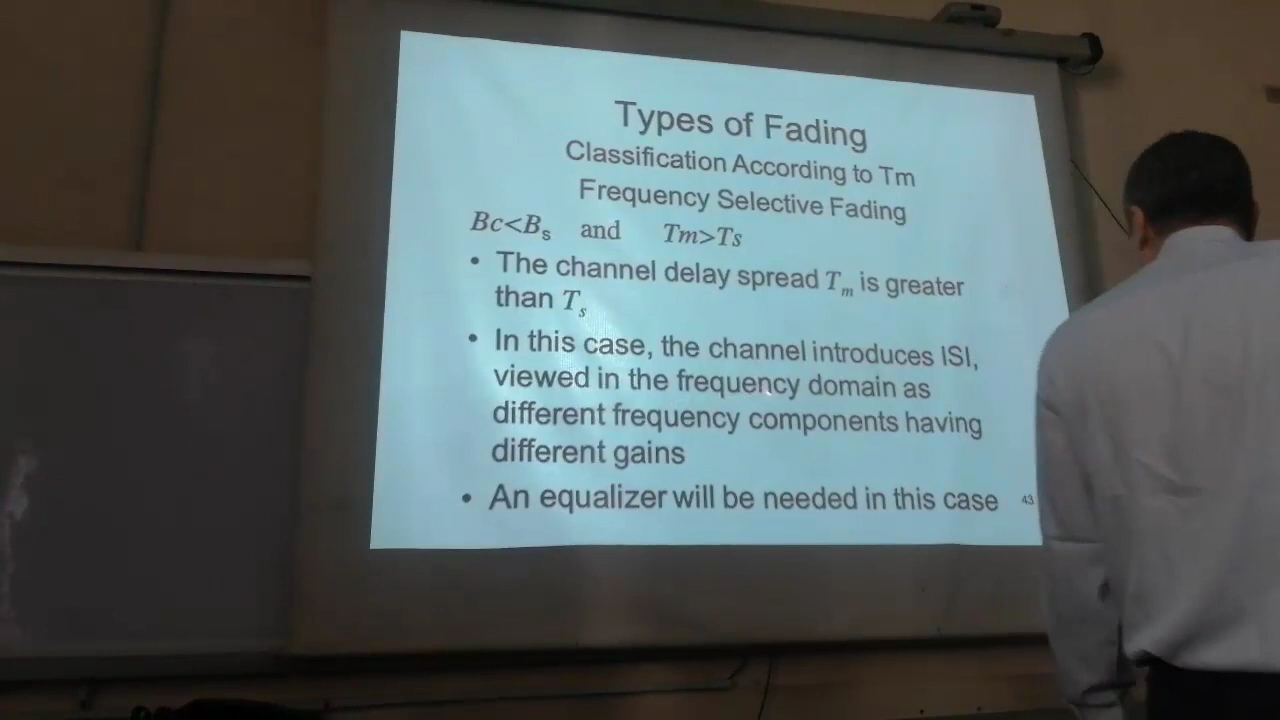 Types of Fading
Classification According to Tm
Frequency Selective Fading
Bc<Bs and Tm>Ts
• The channel delay spread Tm is greater
than Ts
• In this case, the channel introduces ISI,
viewed in the frequency domain as
different frequency components having
different gains
• An equalizer will be needed in this case
43